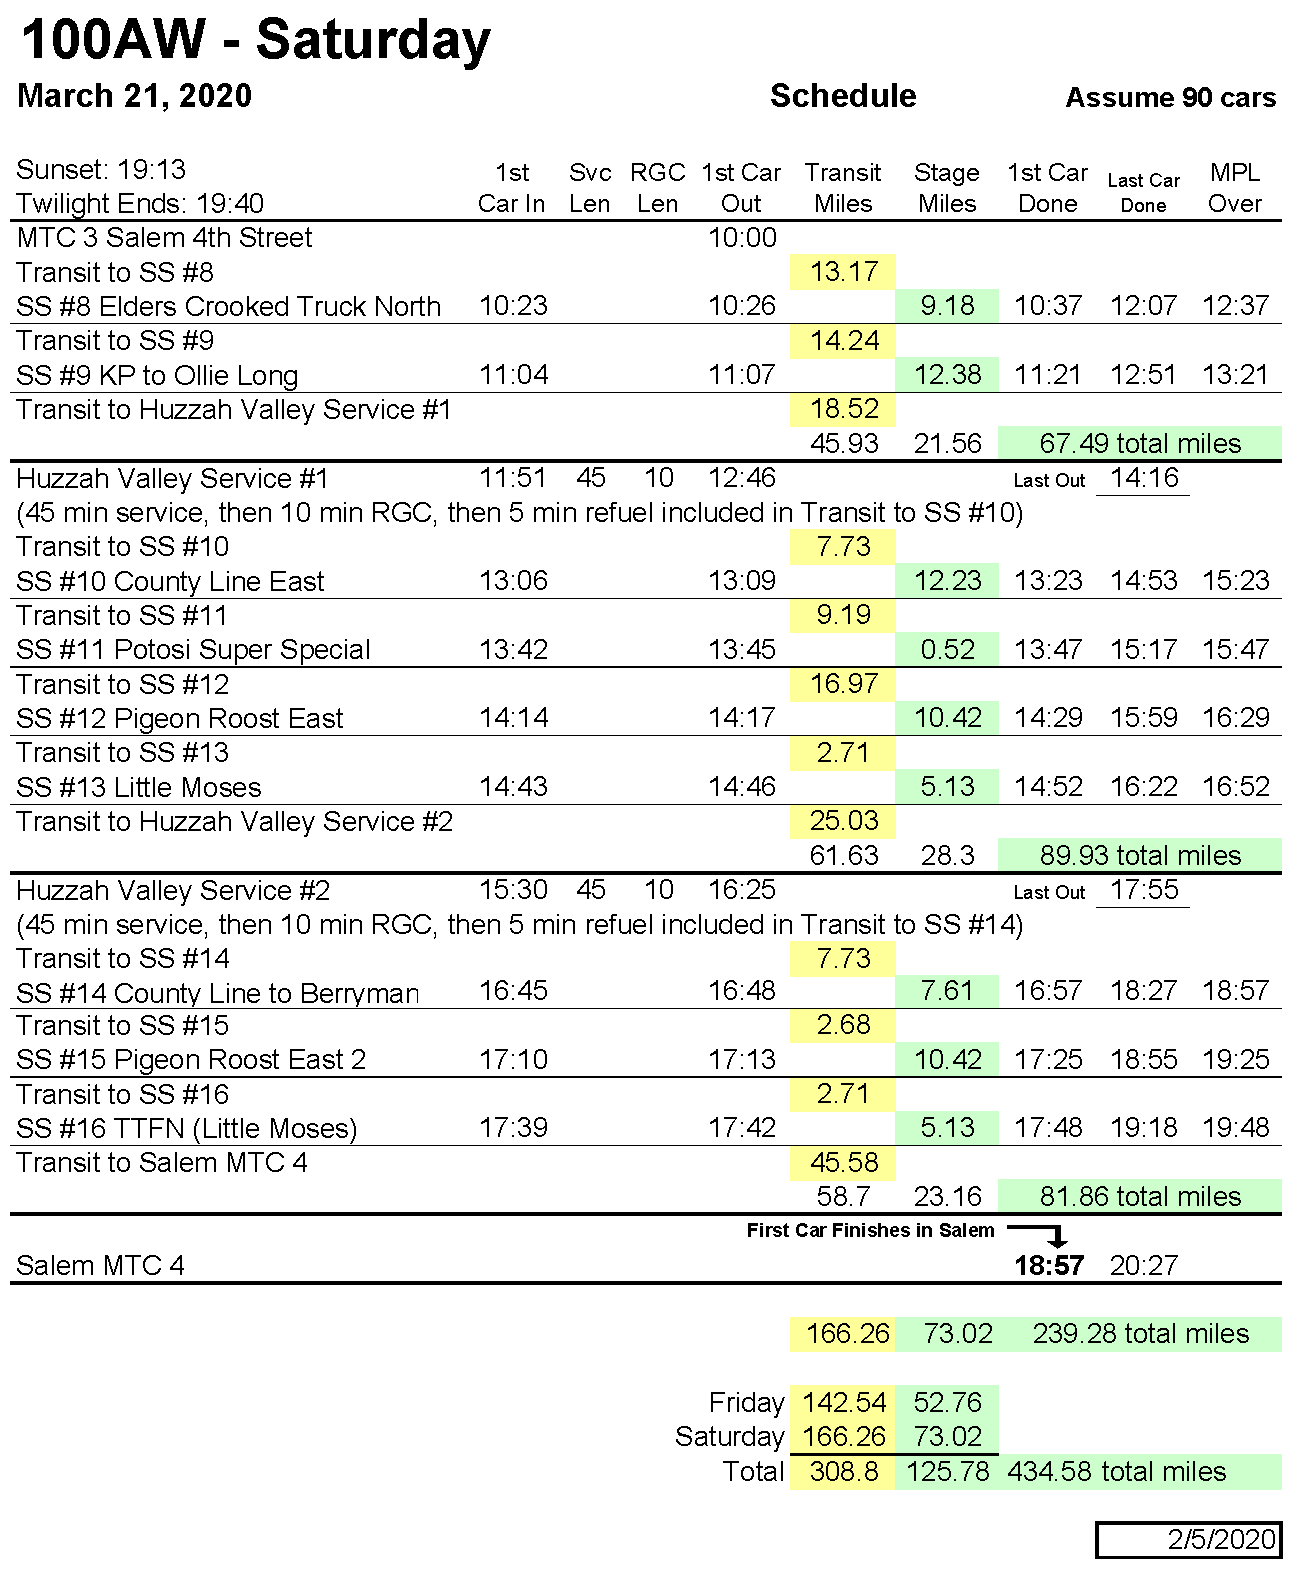 100AW - Saturday
March 21, 2020 Schedule Assume 90 cars
Sunset: 19:13 1st Svc RGC 1st Car Transit Stage 1st Car Last Car MPL
Twilight Ends: 19:40 Car In Len Len Out Miles Miles Done Done Over
MTC 3 Salem 4th Street 10:00
Transit to SS #8 13.17
SS #8 Elders Crooked Truck North 10:23 10:26 9.18 10:37 12:07 12:37
Transit to SS #9 14.24
SS #9 KP to Ollie Long 11:04 11:07 12.38 11:21 12:51 13:21
Transit to Huzzah Valley Service #1 18.52
45.93 21.56 67.49 total miles
Huzzah Valley Service #1 11:51 45 10 12:46 Last Out 14:16
(45 min service, then 10 min RGC, then 5 min refuel included in Transit to SS #10)
Transit to SS #10 7.73
SS #10 County Line East 13:06 13:09 12.23 13:23 14:53 15:23
Transit to SS #11 9.19
SS #11 Potosi Super Special 13:42 13:45 0.52 13:47 15:17 15:47
Transit to SS #12 16.97
SS #12 Pigeon Roost East 14:14 14:17 10.42 14:29 15:59 16:29
Transit to SS #13 2.71
SS #13 Little Moses 14:43 14:46 5.13 14:52 16:22 16:52
Transit to Huzzah Valley Service #2 25.03
61.63 28.3 89.93 total miles
Huzzah Valley Service #2 15:30 45 10 16:25 Last Out 17:55
(45 min service, then 10 min RGC, then 5 min refuel included in Transit to SS #14)
Transit to SS #14 7.73
SS #14 County Line to Berryman 16:45 16:48 7.61 16:57 18:27 18:57
Transit to SS #15 2.68
SS #15 Pigeon Roost East 2 17:10 17:13 10.42 17:25 18:55 19:25
Transit to SS #16 2.71
SS #16 TTFN (Little Moses) 17:39 17:42 5.13 17:48 19:18 19:48
Transit to Salem MTC 4 45.58
58.7 23.16 81.86 total miles
First Car Finishes in Salem
Salem MTC 4 18:57 20:27
166.26 73.02 239.28 total miles
Friday 142.54 52.76
Saturday 166.26 73.02
Total 308.8 125.78 434.58 total miles
2/5/2020